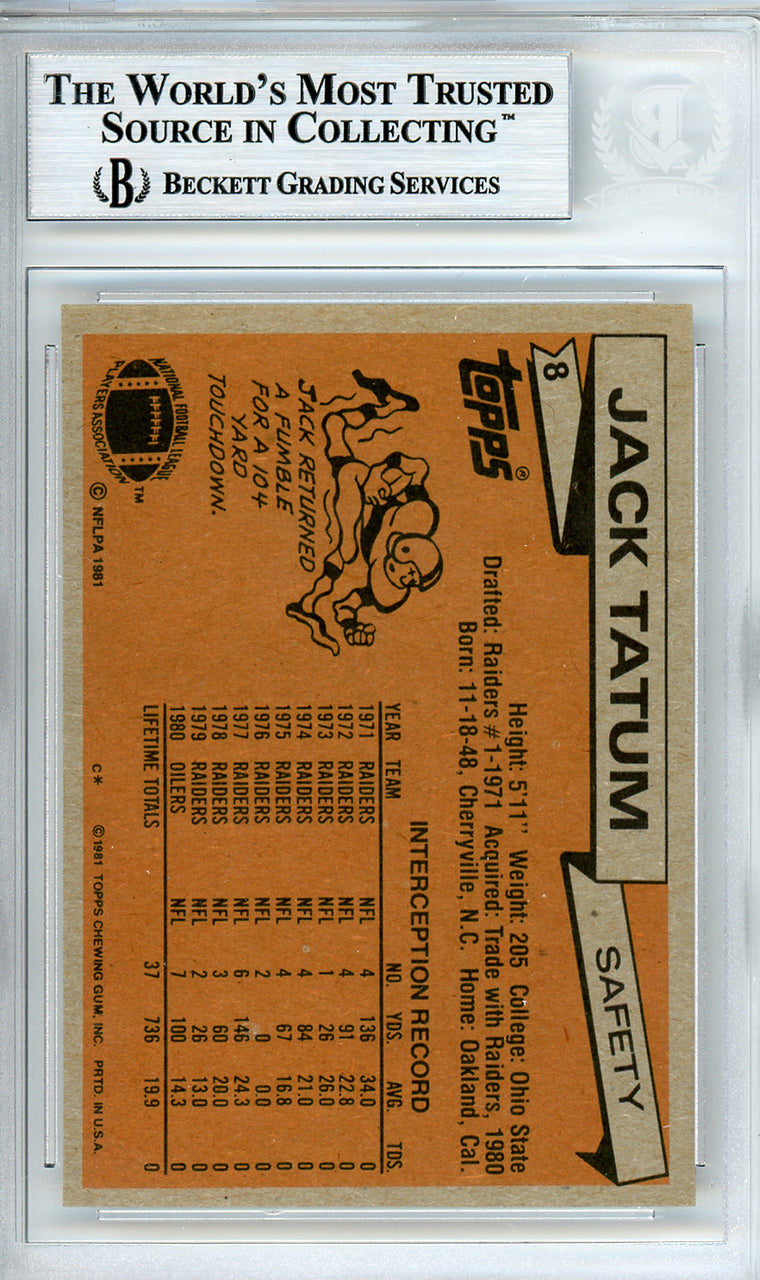 THE WORLD'S MOST TRUSTED
SOURCE IN COLLECTING™
B BECKETT GRADING SERVICES
8
JACK TATUM
SAFETY
topps®
Height: 5'11" Weight: 205 College: Ohio State
Drafted: Raiders #1-1971 Acquired: Trade with Raiders, 1980
Born: 11-18-48, Cherryville, N.C. Home: Oakland, Cal.
JACK RETURNED
A FUMBLE
FOR A 104
YARD
TOUCHDOWN.
INTERCEPTION RECORD
YEAR TEAM NO. YDS. AVG. TDS.
1971 RAIDERS NFL 4 136 34.0 0
1972 RAIDERS NFL 4 91 22.8 0
1973 RAIDERS NFL 1 26 26.0 0
1974 RAIDERS NFL 4 84 21.0 0
1975 RAIDERS NFL 4 67 16.8 0
1976 RAIDERS NFL 2 0 0.0 0
1977 RAIDERS NFL 6 146 24.3 0
1978 RAIDERS NFL 3 60 20.0 0
1979 RAIDERS NFL 2 26 13.0 0
1980 OILERS NFL 7 100 14.3 0
LIFETIME TOTALS 37 736 19.9 0
NATIONAL FOOTBALL LEAGUE
PLAYERS ASSOCIATION™
© NFLPA 1981
C* ©1981 TOPPS CHEWING GUM, INC. PRTD. IN U.S.A.